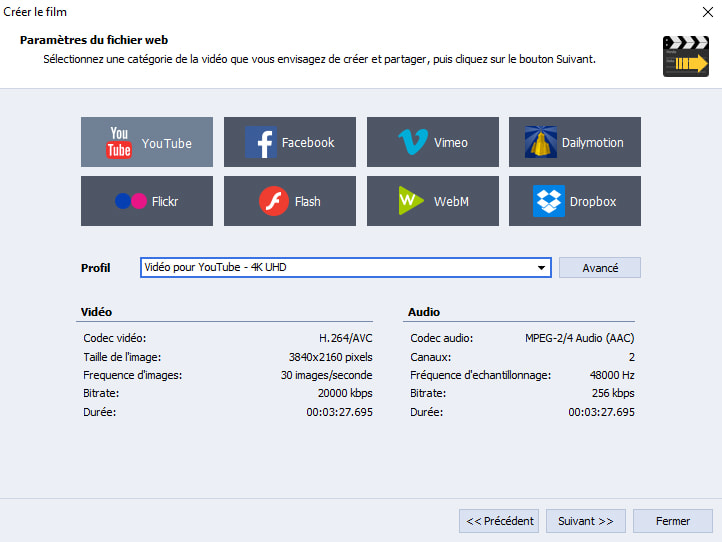 Créer le film
Paramètres du fichier web
Sélectionnez une catégorie de la vidéo que vous envisagez de créer et partager, puis cliquez sur le bouton Suivant.
You Tube YouTube
Facebook
Vimeo
Dailymotion
Flickr
Flash
WebM
Dropbox
Profil Vidéo pour YouTube - 4K UHD Avancé
Vidéo
Codec vidéo: H.264/AVC
Taille de l'image: 3840x2160 pixels
Frequence d'images: 30 images/seconde
Bitrate: 20000 kbps
Durée: 00:03:27.695
Audio
Codec audio: MPEG-2/4 Audio (AAC)
Canaux: 2
Fréquence d'echantillonnage: 48000 Hz
Bitrate: 256 kbps
Durée: 00:03:27.695
<< Précédent Suivant >> Fermer